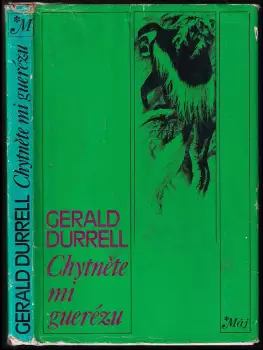 *M
GERALD DURRELL Chytněte mi guerézu
GERALD
DURRELL
Chytněte
mi
guerézu
*Máj